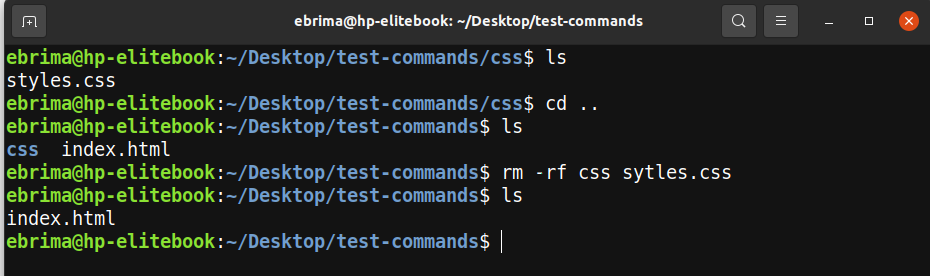 ebrima@hp-elitebook: ~/Desktop/test-commands
ebrima@hp-elitebook:~/Desktop/test-commands/css$ ls
styles.css
ebrima@hp-elitebook:~/Desktop/test-commands/css$ cd ..
ebrima@hp-elitebook:~/Desktop/test-commands$ ls
css  index.html
ebrima@hp-elitebook:~/Desktop/test-commands$ rm -rf css sytles.css
ebrima@hp-elitebook:~/Desktop/test-commands$ ls
index.html
ebrima@hp-elitebook:~/Desktop/test-commands$